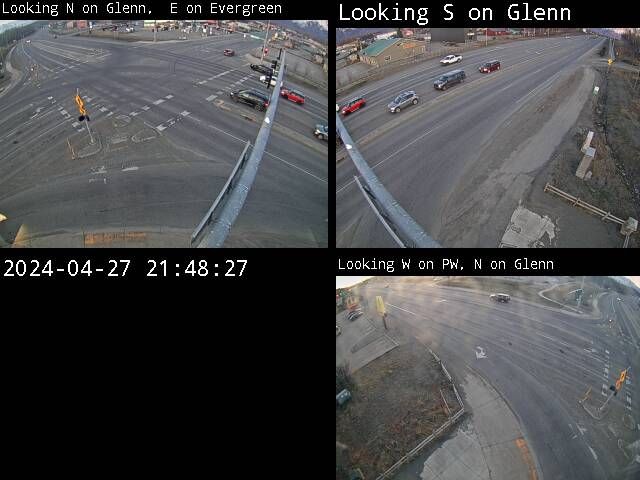 Looking N on Glenn,  E on Evergreen
Looking S on Glenn
2024-04-27 21:48:27
Looking W on PW, N on Glenn